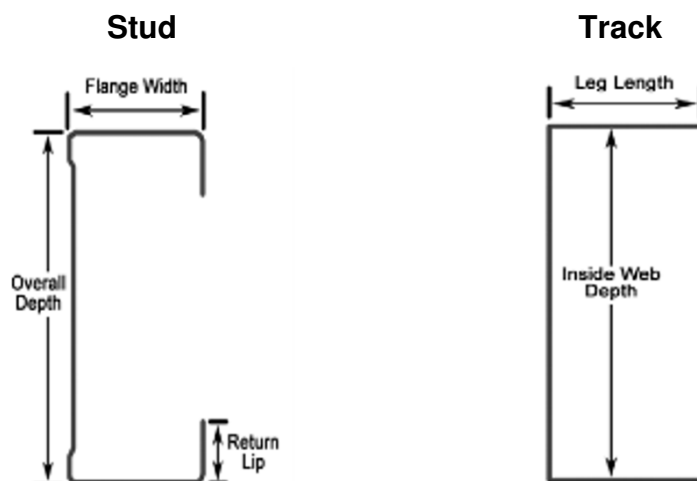 Stud
Track
Flange Width
Leg Length
Overall
Depth
Inside Web
Depth
Return
Lip